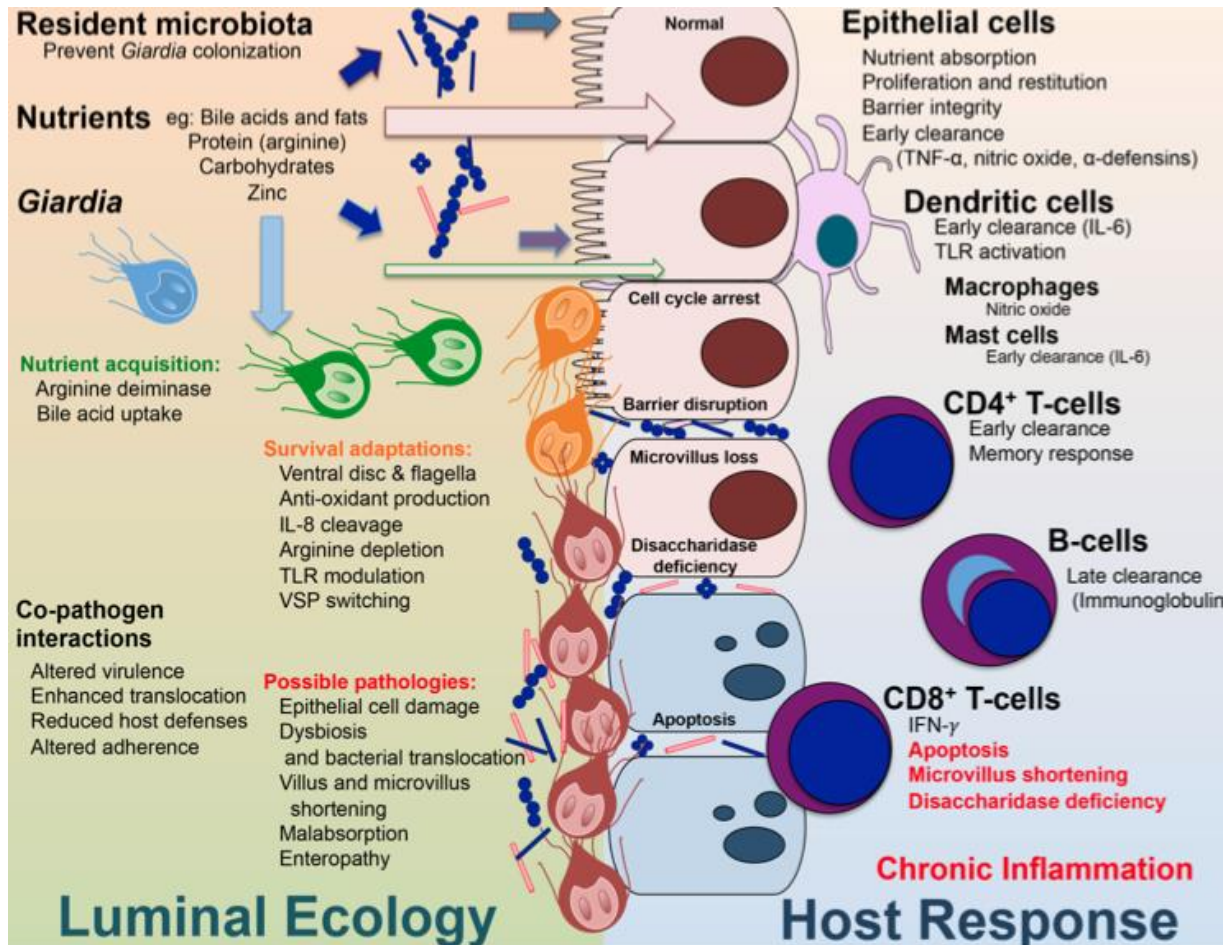 Resident microbiota
Prevent Giardia colonization
Nutrients eg: Bile acids and fats
Protein (arginine)
Carbohydrates
Zinc
Giardia
Nutrient acquisition:
Arginine deiminase
Bile acid uptake
Survival adaptations:
Ventral disc & flagella
Anti-oxidant production
IL-8 cleavage
Arginine depletion
TLR modulation
VSP switching
Co-pathogen
interactions
Altered virulence
Enhanced translocation
Reduced host defenses
Altered adherence
Possible pathologies:
Epithelial cell damage
Dysbiosis
and bacterial translocation
Villus and microvillus
shortening
Malabsorption
Enteropathy
Luminal Ecology
Normal
Cell cycle arrest
Barrier disruption
Microvillus loss
Disaccharidase
deficiency
Apoptosis
Epithelial cells
Nutrient absorption
Proliferation and restitution
Barrier integrity
Early clearance
(TNF-α, nitric oxide, α-defensins)
Dendritic cells
Early clearance (IL-6)
TLR activation
Macrophages
Nitric oxide
Mast cells
Early clearance (IL-6)
CD4⁺ T-cells
Early clearance
Memory response
B-cells
Late clearance
(Immunoglobulin
CD8⁺ T-cells
IFN-γ
Apoptosis
Microvillus shortening
Disaccharidase deficiency
Chronic Inflammation
Host Response